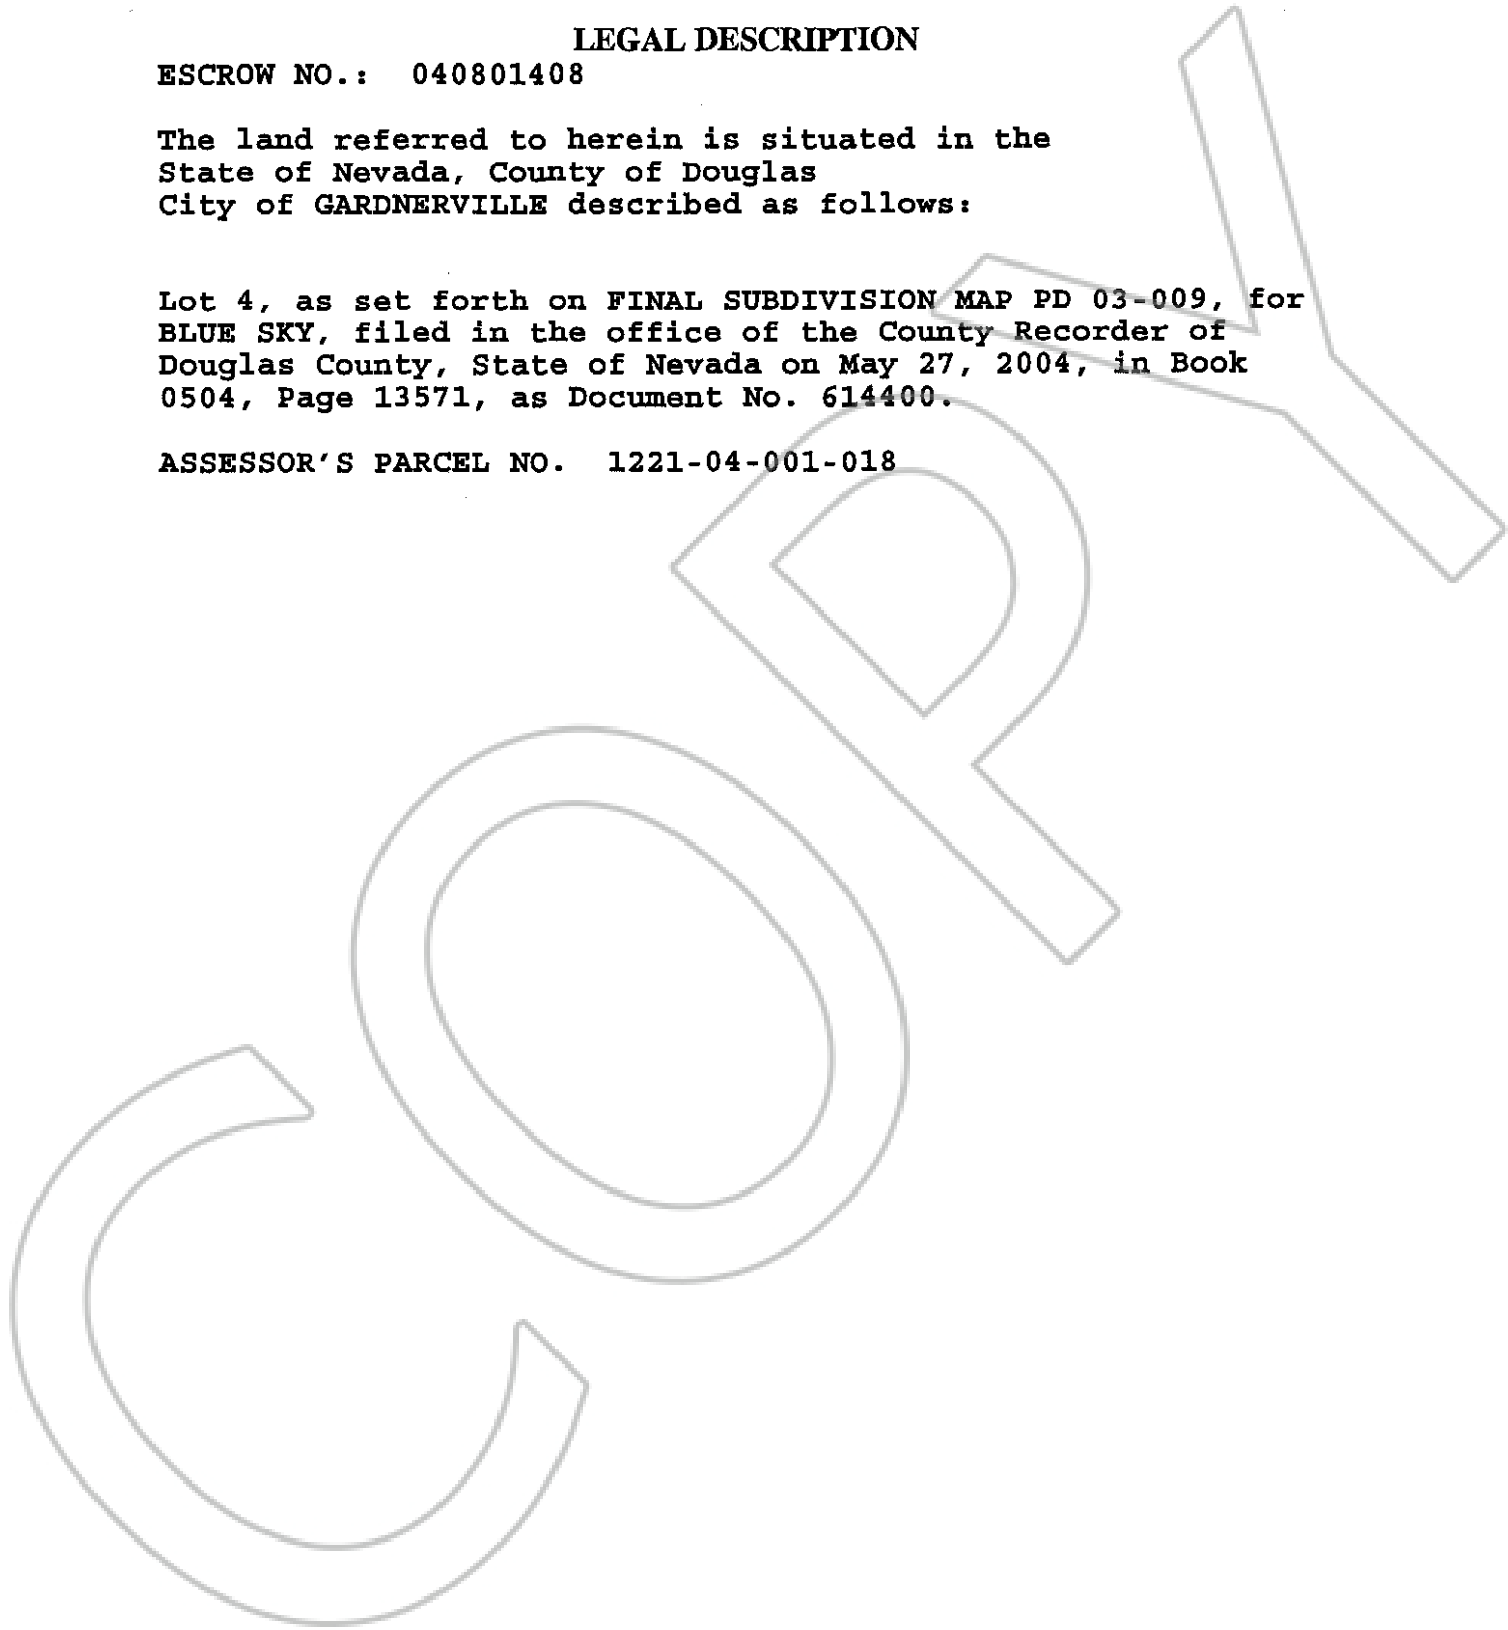 LEGAL DESCRIPTION
ESCROW NO.: 040801408
The land referred to herein is situated in the
State of Nevada, County of Douglas
City of GARDNERVILLE described as follows:
Lot 4, as set forth on FINAL SUBDIVISION MAP PD 03-009, for
BLUE SKY, filed in the office of the County Recorder of
Douglas County, State of Nevada on May 27, 2004, in Book
0504, Page 13571, as Document No. 614400.
ASSESSOR'S PARCEL NO. 1221-04-001-018
COPY